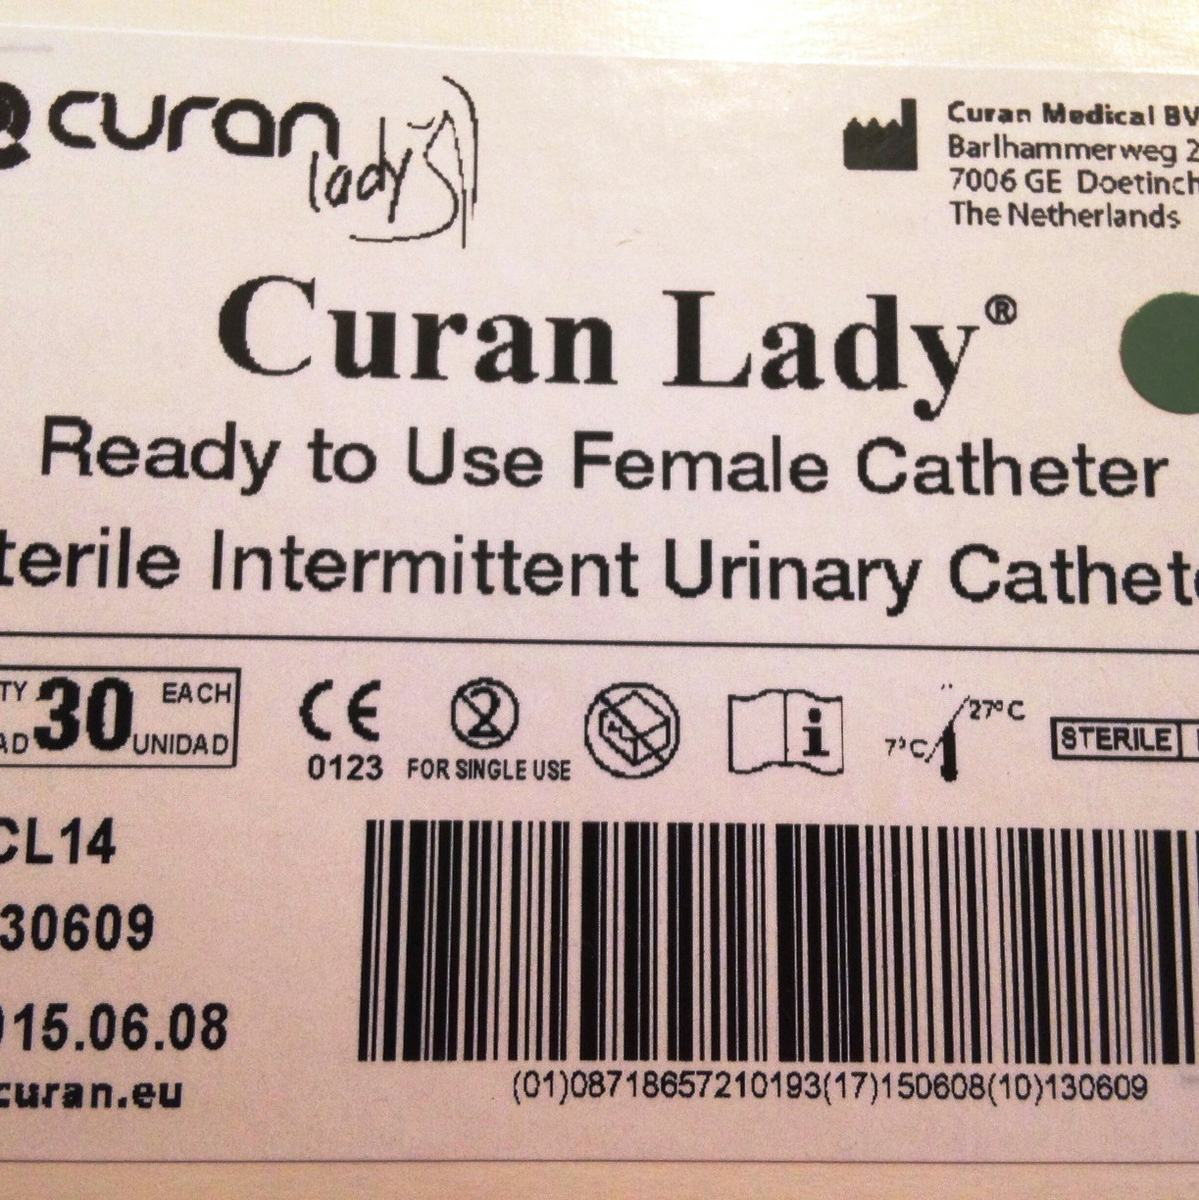 curan
lady
Curan Medical BV
Barlhammerweg 2
7006 GE Doetinch
The Netherlands
Curan Lady®
Ready to Use Female Catheter
terile Intermittent Urinary Cathete
TY 30 EACH
AD UNIDAD
CE
0123
2
FOR SINGLE USE
i
7°C
27°C
STERILE
CL14
30609
015.06.08
curan.eu
(01)08718657210193(17)150608(10)130609